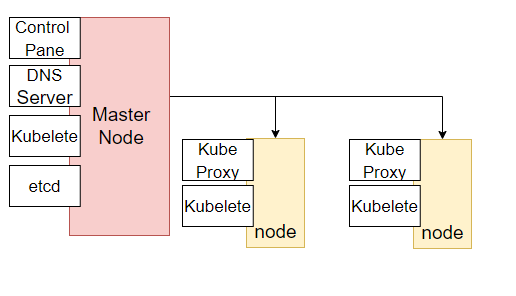 Control
Pane
DNS
Server
Kubelete
etcd
Master
Node
Kube
Proxy
Kubelete
node
Kube
Proxy
Kubelete
node